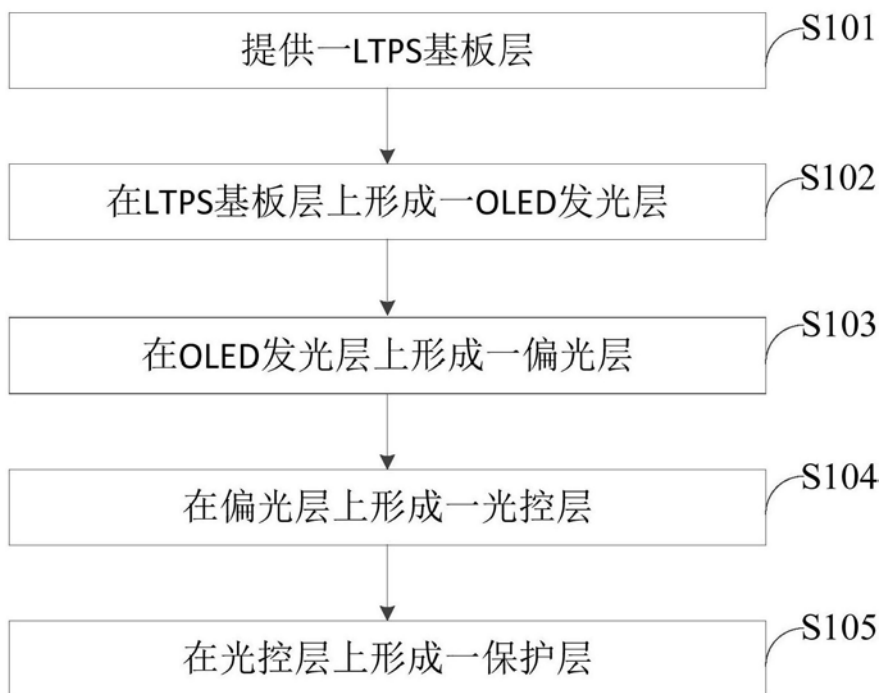 提供一LTPS基板层
S101
在LTPS基板层上形成一OLED发光层
S102
在OLED发光层上形成一偏光层
S103
在偏光层上形成一光控层
S104
在光控层上形成一保护层
S105